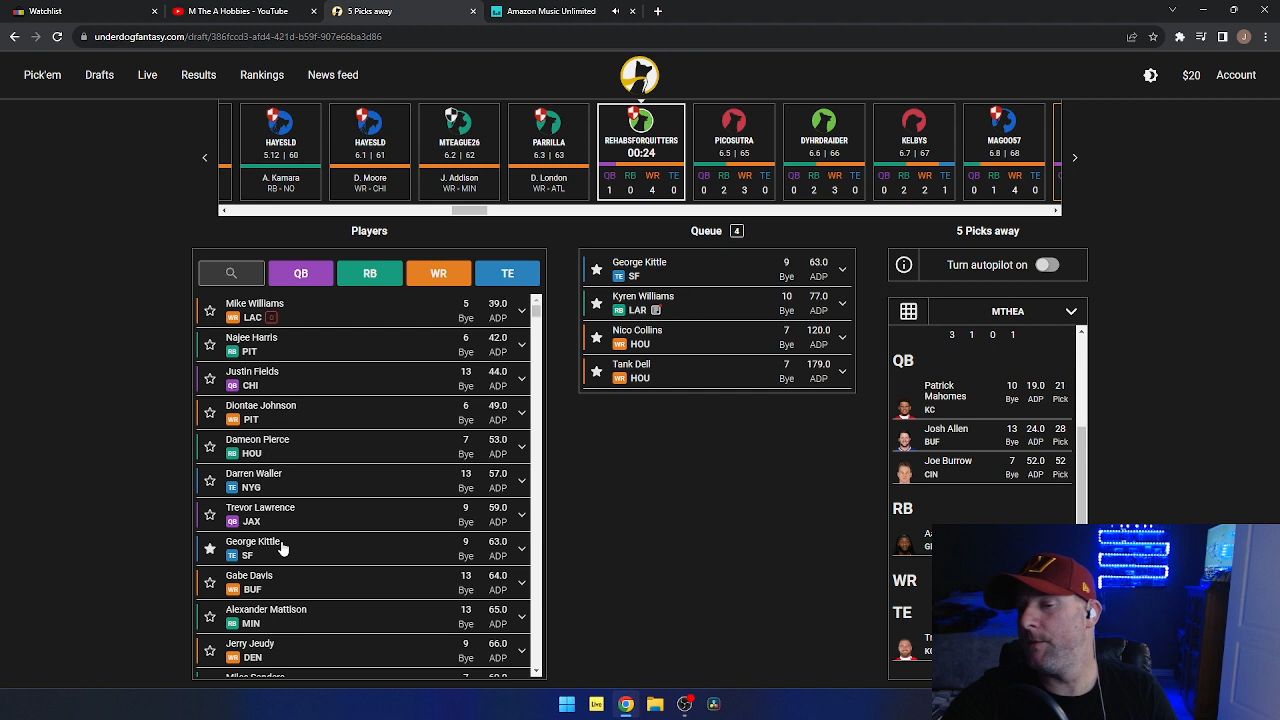 Watchlist
M The A Hobbies - YouTube
5 Picks away
Amazon Music Unlimited
underdogfantasy.com/draft/386fccd3-afd4-421d-b59f-907e66ba3d86
J
Pick'em
Drafts
Live
Results
Rankings
News feed
$20
Account
HAYESLD
5.12 | 60
A. Kamara
RB - NO
HAYESLD
6.1 | 61
D. Moore
WR - CHI
MTEAGUE26
6.2 | 62
J. Addison
WR - MIN
PARRILLA
6.3 | 63
D. London
WR - ATL
REHABSFORQUITTERS
00:24
QB RB WR TE
1 0 4 0
PICOSUTRA
6.5 | 65
QB RB WR TE
0 2 3 0
DYHRDRAIDER
6.6 | 66
QB RB WR TE
0 2 3 0
KELBYS
6.7 | 67
QB RB WR TE
0 2 2 1
MAGO057
6.8 | 68
QB RB WR TE
0 1 4 0
Players
QB
RB
WR
TE
Mike Williams 5 39.0
WR LAC Bye ADP
Najee Harris 6 42.0
RB PIT Bye ADP
Justin Fields 13 44.0
QB CHI Bye ADP
Diontae Johnson 6 49.0
WR PIT Bye ADP
Dameon Pierce 7 53.0
RB HOU Bye ADP
Darren Waller 13 57.0
TE NYG Bye ADP
Trevor Lawrence 9 59.0
QB JAX Bye ADP
George Kittle 9 63.0
TE SF Bye ADP
Gabe Davis 13 64.0
WR BUF Bye ADP
Alexander Mattison 13 65.0
RB MIN Bye ADP
Jerry Jeudy 9 66.0
WR DEN Bye ADP
Queue 4
George Kittle 9 63.0
TE SF Bye ADP
Kyren Williams 10 77.0
RB LAR Bye ADP
Nico Collins 7 120.0
WR HOU Bye ADP
Tank Dell 7 179.0
WR HOU Bye ADP
5 Picks away
Turn autopilot on
MTHEA
3 1 0 1
QB
Patrick Mahomes 10 19.0 21
KC Bye ADP Pick
Josh Allen 13 24.0 28
BUF Bye ADP Pick
Joe Burrow 7 52.0 52
CIN Bye ADP Pick
RB
WR
TE
Live